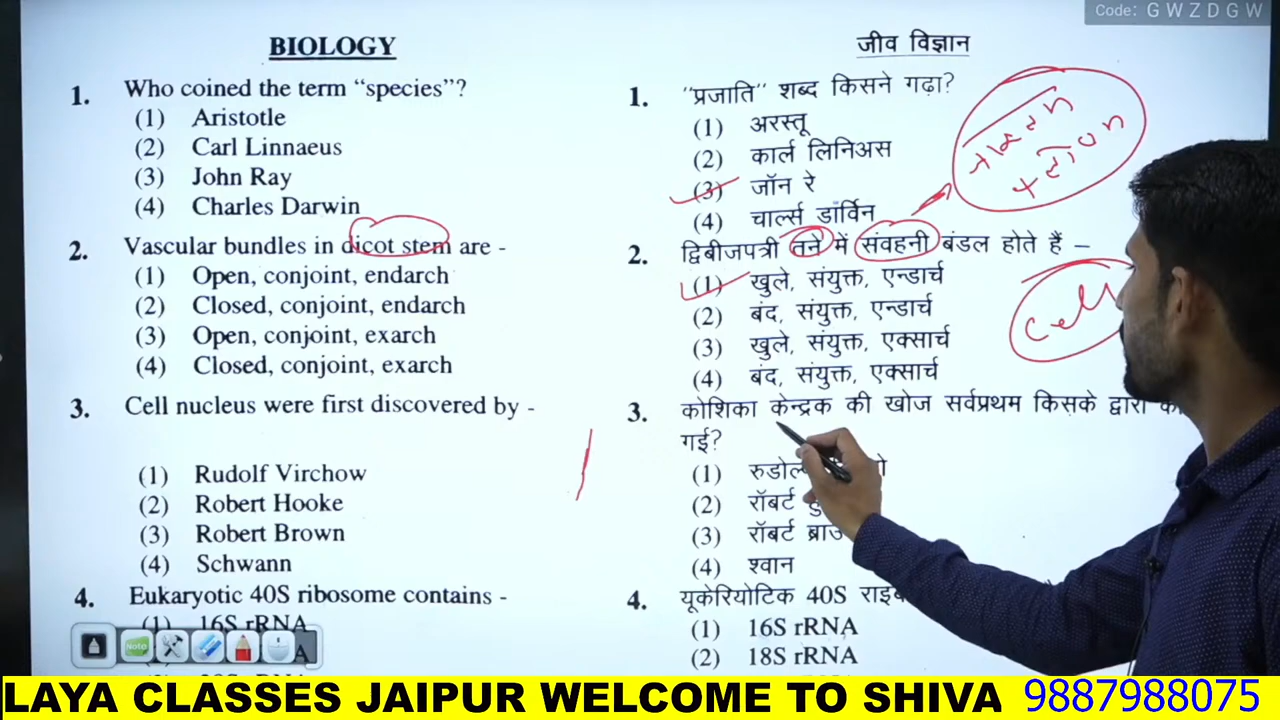 Code: G W Z D G W
BIOLOGY
1. Who coined the term “species”?
(1) Aristotle
(2) Carl Linnaeus
(3) John Ray
(4) Charles Darwin
2. Vascular bundles in dicot stem are -
(1) Open, conjoint, endarch
(2) Closed, conjoint, endarch
(3) Open, conjoint, exarch
(4) Closed, conjoint, exarch
3. Cell nucleus were first discovered by -
(1) Rudolf Virchow
(2) Robert Hooke
(3) Robert Brown
(4) Schwann
4. Eukaryotic 40S ribosome contains -
(1) 16S rRNA
जीव विज्ञान
1. "प्रजाति" शब्द किसने गढ़ा?
(1) अरस्तू
(2) कार्ल लिनिअस
(3) जॉन रे
(4) चार्ल्स डॉर्विन
2. द्विबीजपत्री तने में संवहनी बंडल होते हैं –
(1) खुले, संयुक्त, एन्डार्च
(2) बंद, संयुक्त, एन्डार्च
(3) खुले, संयुक्त, एक्सार्च
(4) बंद, संयुक्त, एक्सार्च
Cell
3. कोशिका केन्द्रक की खोज सर्वप्रथम किसके द्वारा
गई?
(1)
(2) रॉबर्ट
(3) रॉबर्ट
(4) श्वान
4. यूकेरियोटिक 40S
(1) 16S rRNA
(2) 18S rRNA
Note
LAYA CLASSES JAIPUR WELCOME TO SHIVA 9887988075